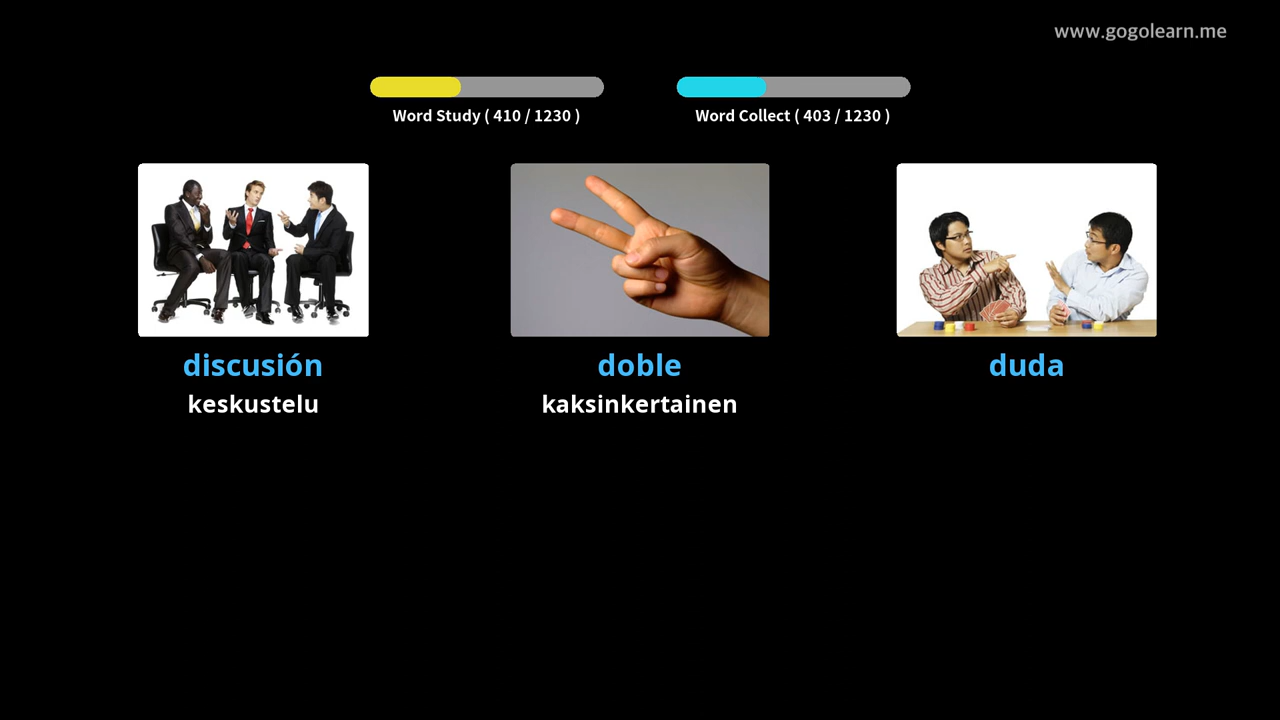 www.gogolearn.me
Word Study ( 410 / 1230 )
Word Collect ( 403 / 1230 )
discusión
doble
duda
keskustelu
kaksinkertainen